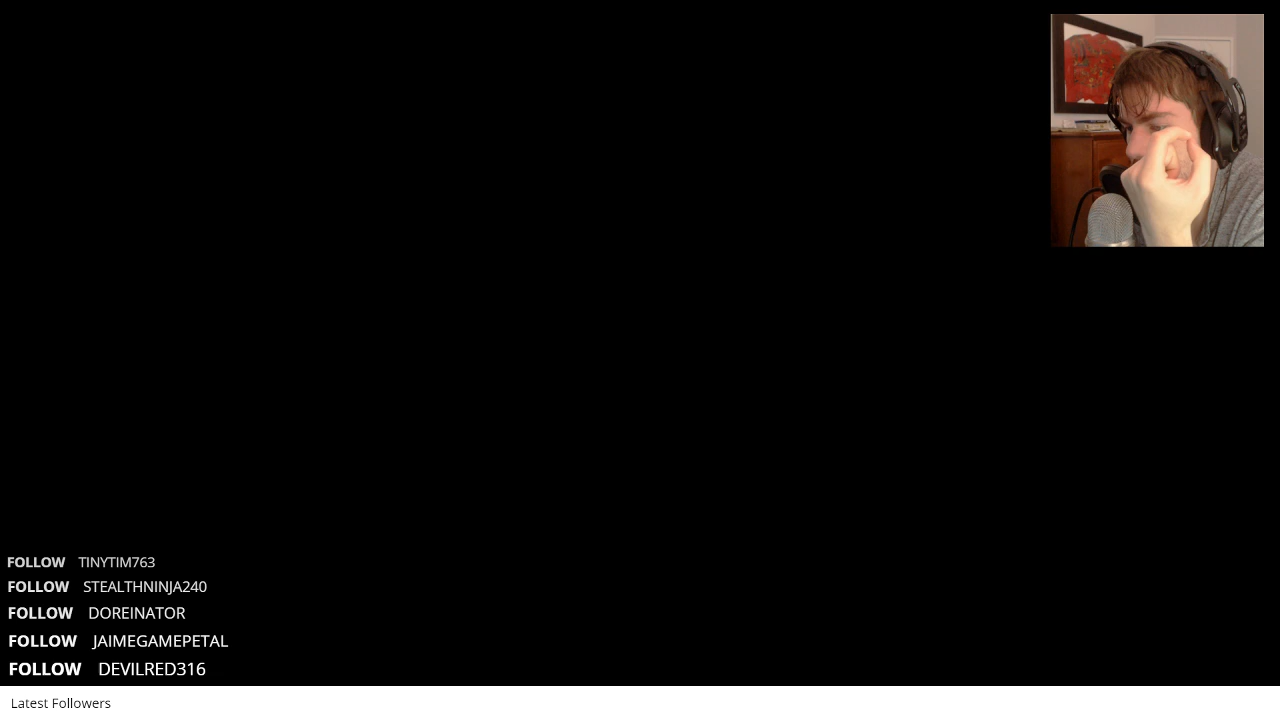 FOLLOW TINYTIM763
FOLLOW STEALTHNINJA240
FOLLOW DOREINATOR
FOLLOW JAIMEGAMEPETAL
FOLLOW DEVILRED316
Latest Followers